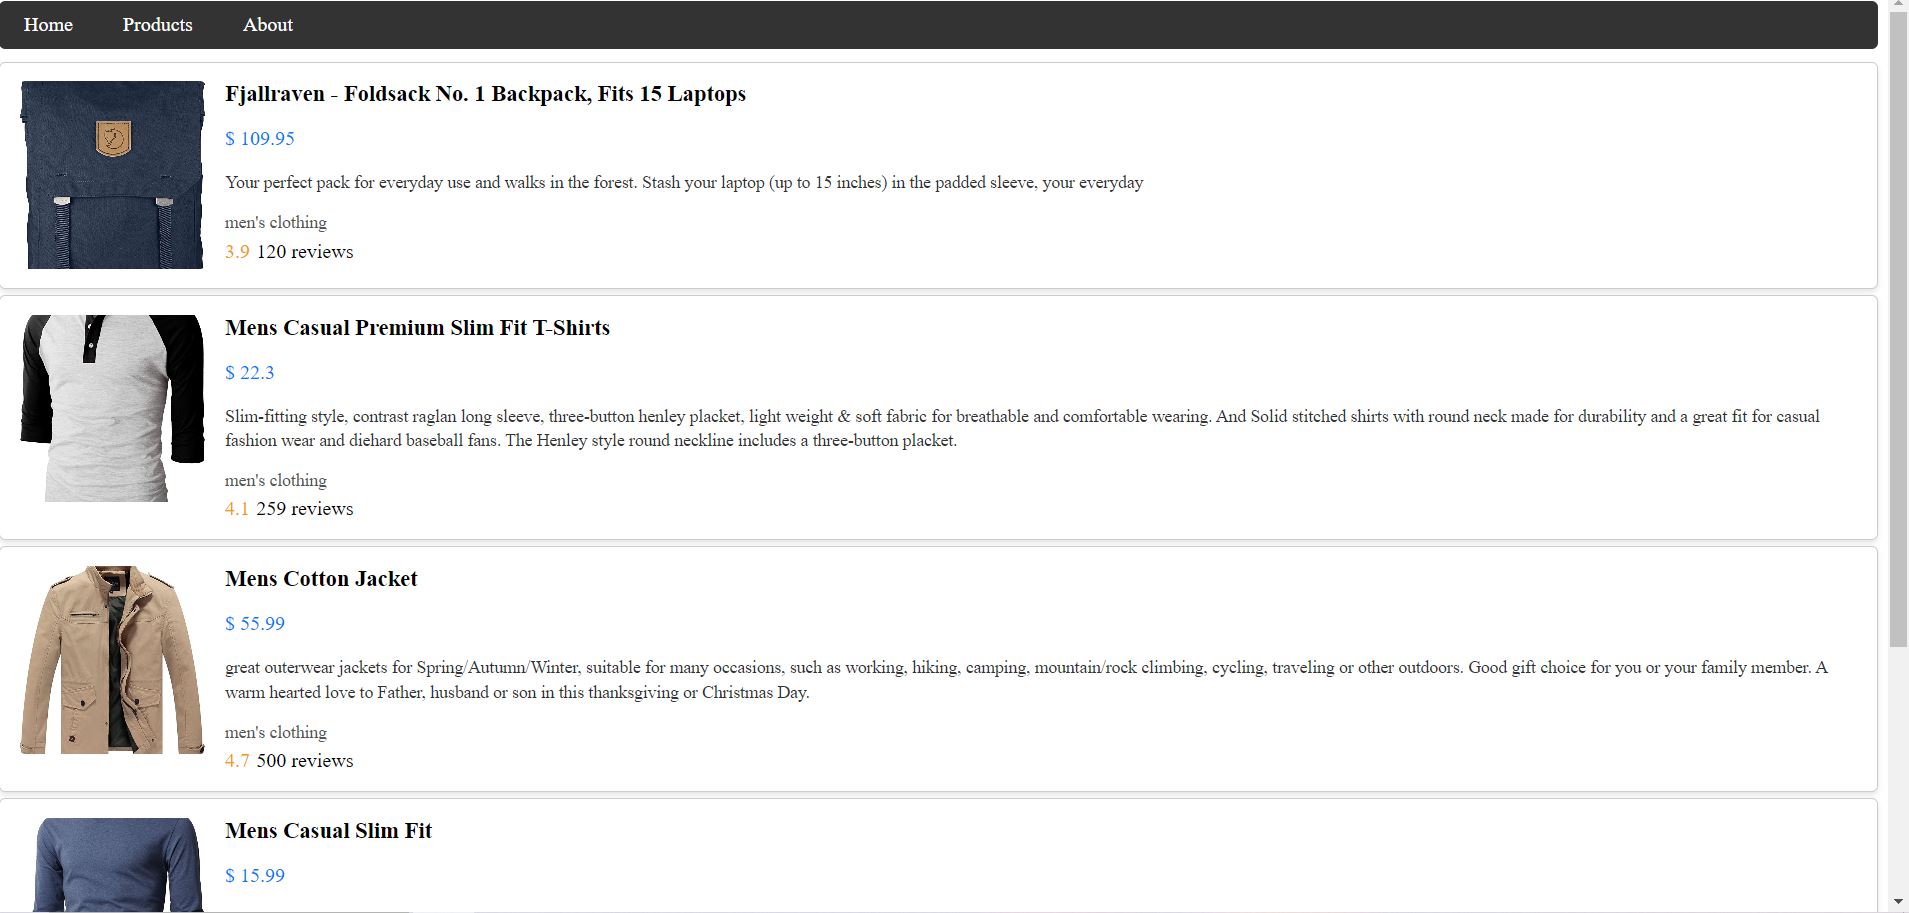 Home Products About
Fjallraven - Foldsack No. 1 Backpack, Fits 15 Laptops
$ 109.95
Your perfect pack for everyday use and walks in the forest. Stash your laptop (up to 15 inches) in the padded sleeve, your everyday
men's clothing
3.9 120 reviews
Mens Casual Premium Slim Fit T-Shirts
$ 22.3
Slim-fitting style, contrast raglan long sleeve, three-button henley placket, light weight & soft fabric for breathable and comfortable wearing. And Solid stitched shirts with round neck made for durability and a great fit for casual
fashion wear and diehard baseball fans. The Henley style round neckline includes a three-button placket.
men's clothing
4.1 259 reviews
Mens Cotton Jacket
$ 55.99
great outerwear jackets for Spring/Autumn/Winter, suitable for many occasions, such as working, hiking, camping, mountain/rock climbing, cycling, traveling or other outdoors. Good gift choice for you or your family member. A
warm hearted love to Father, husband or son in this thanksgiving or Christmas Day.
men's clothing
4.7 500 reviews
Mens Casual Slim Fit
$ 15.99